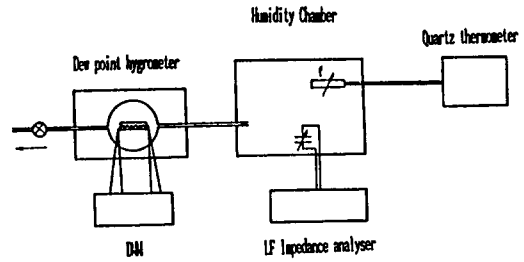 Humidity Chamber
Quartz thermometer
Dew point hygrometer
DVM
LF Impedance analyser